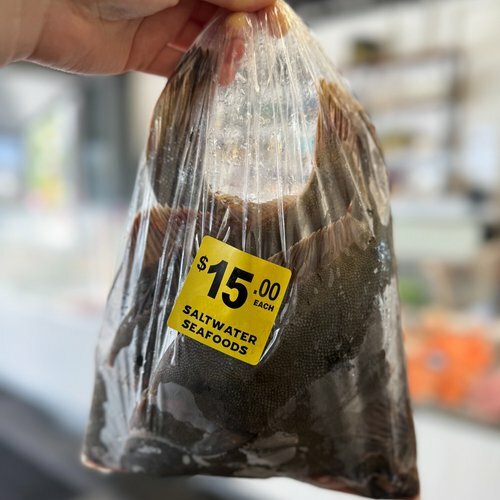 $15.00
EACH
SALTWATER
SEAFOODS